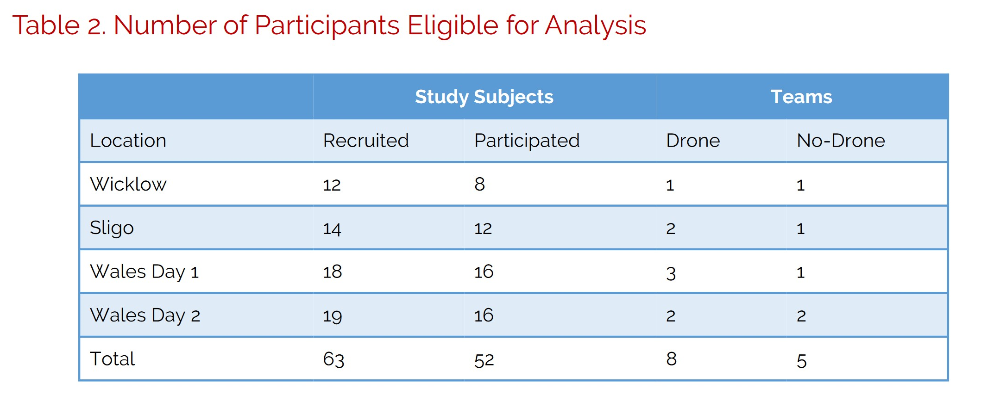 Table 2. Number of Participants Eligible for Analysis
Study Subjects Teams
Location Recruited Participated Drone No-Drone
Wicklow 12 8 1 1
Sligo 14 12 2 1
Wales Day 1 18 16 3 1
Wales Day 2 19 16 2 2
Total 63 52 8 5